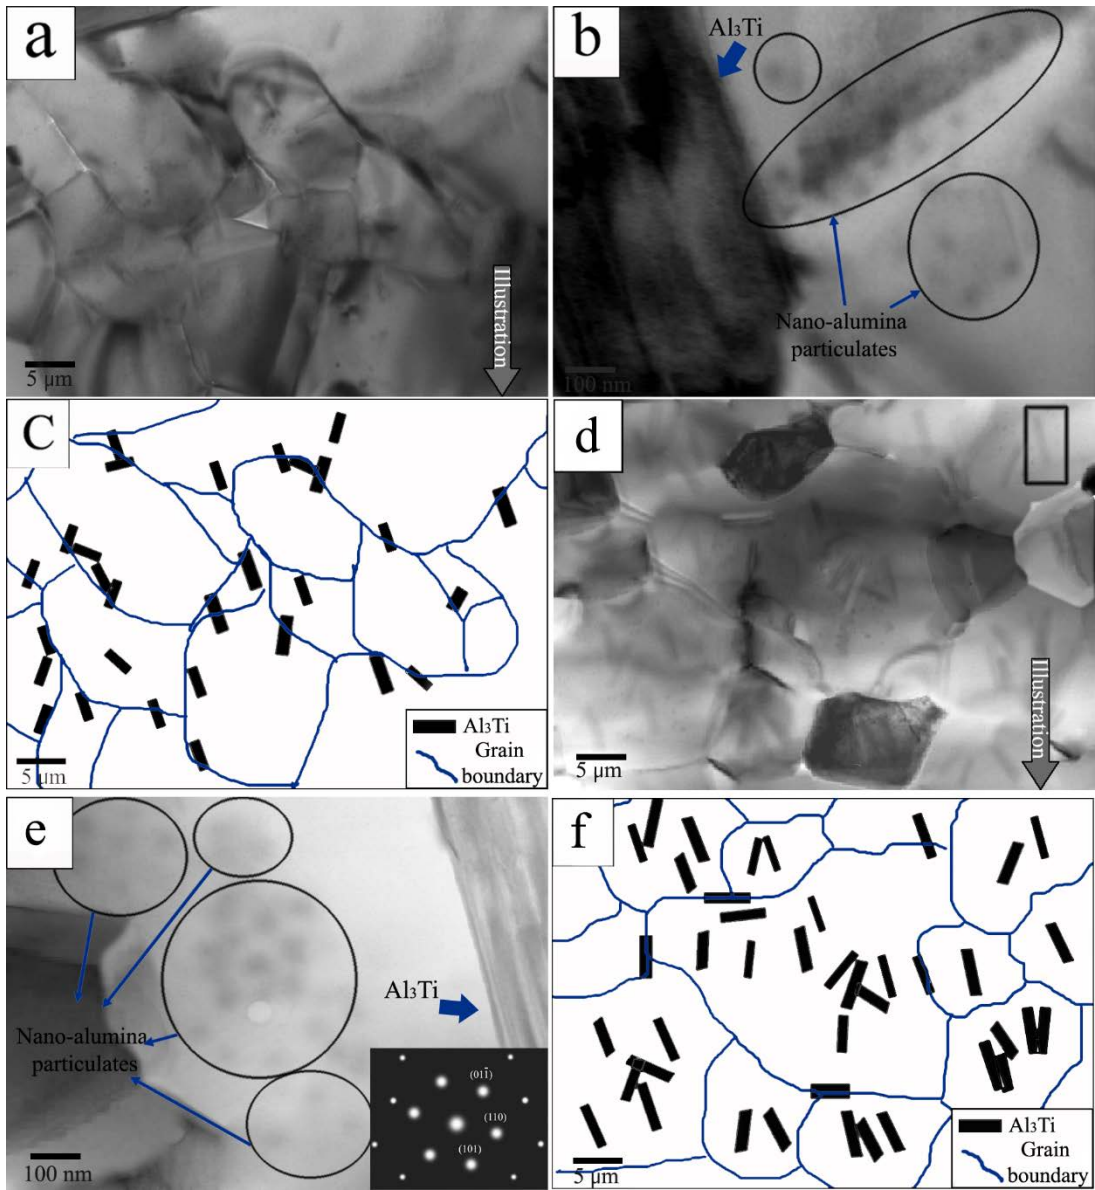 a
Illustration
5 µm
b
Al₃Ti
Nano-alumina
particulates
100 nm
C
Al₃Ti
Grain
boundary
5 µm
d
Illustration
5 µm
e
Al₃Ti
Nano-alumina
particulates
(011̄)
(110)
(101)
100 nm
f
Al₃Ti
Grain
boundary
5 µm